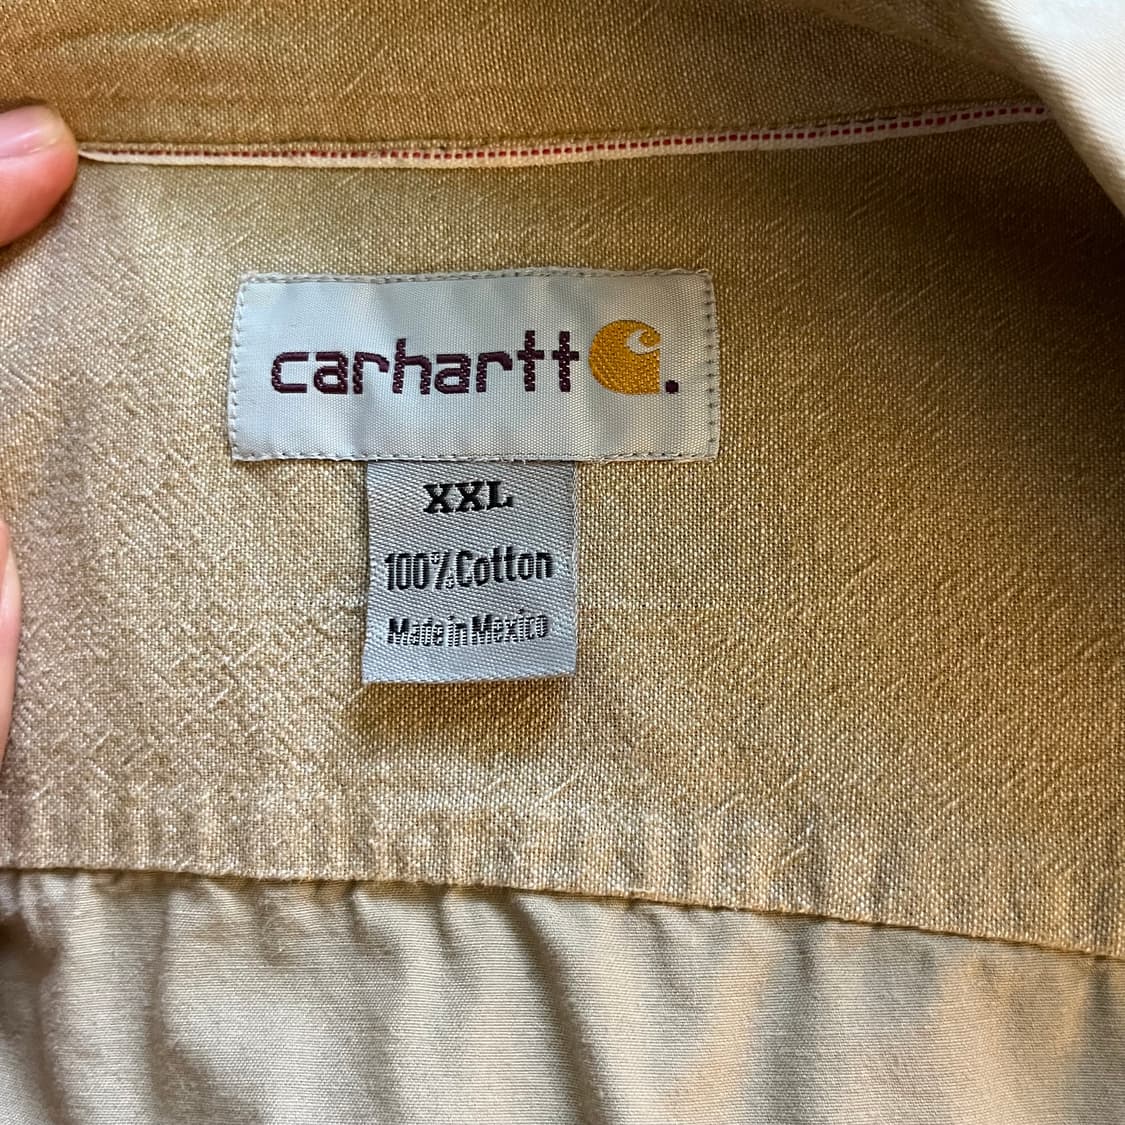 carhartt.
XXL
100% Cotton
Made in Mexico